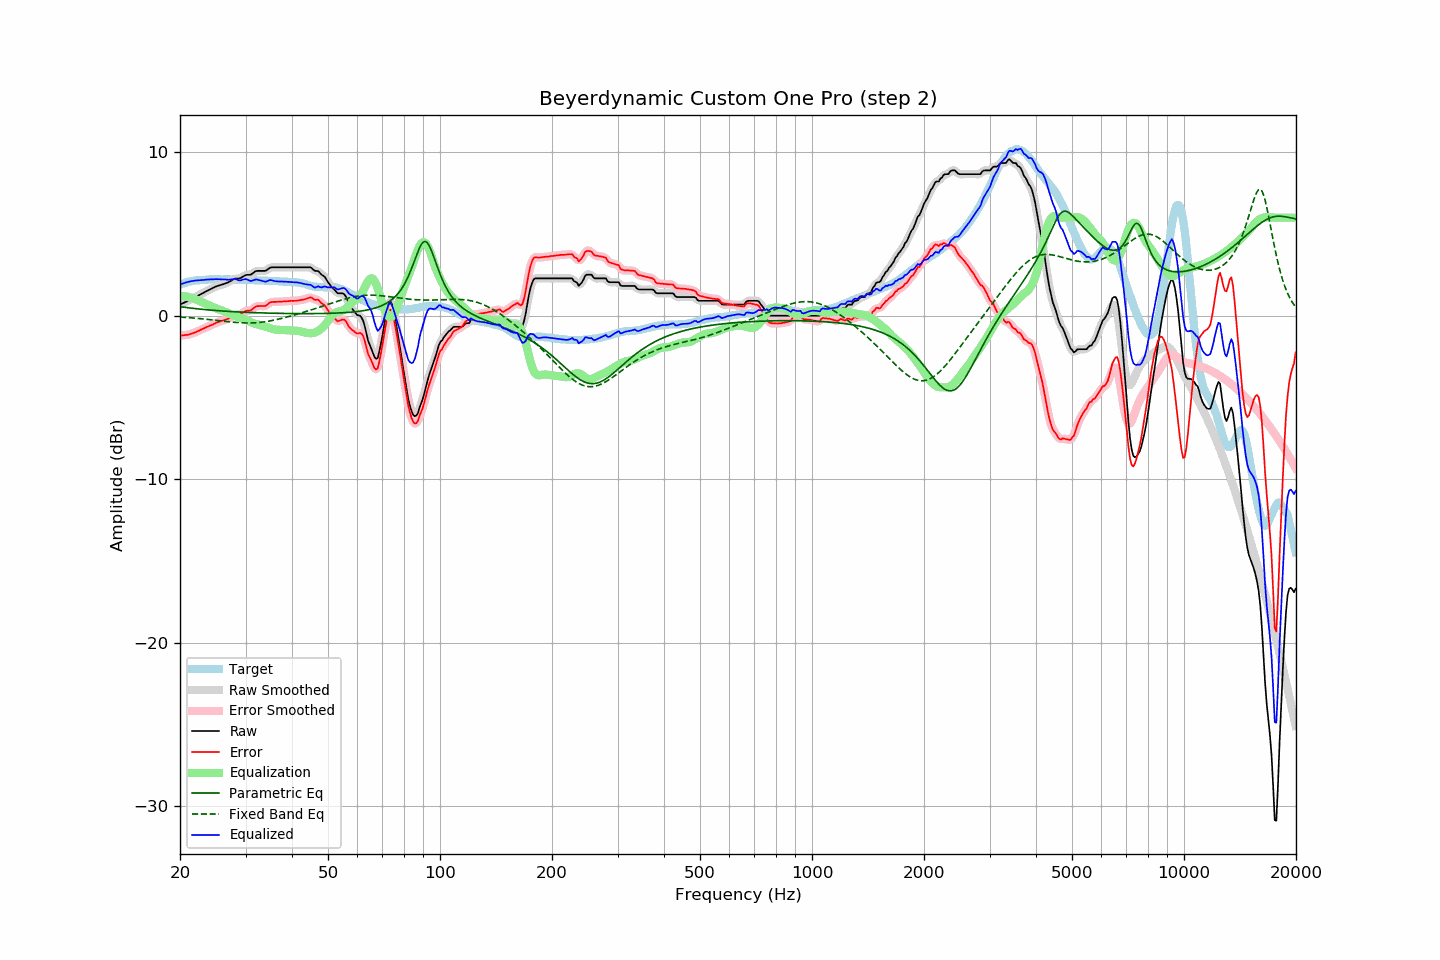 Beyerdynamic Custom One Pro (step 2)
10
0
−10
−20
−30
Amplitude (dBr)
Target
Raw Smoothed
Error Smoothed
Raw
Error
Equalization
Parametric Eq
Fixed Band Eq
Equalized
20 50 100 200 500 1000 2000 5000 10000 20000
Frequency (Hz)